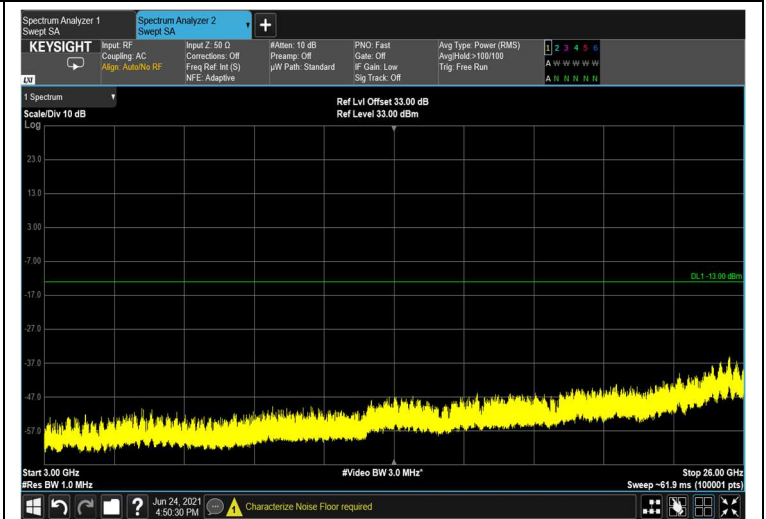 Spectrum Analyzer 1
Swept SA
Spectrum Analyzer 2
Swept SA
+
KEYSIGHT
LXI
Input: RF
Coupling: AC
Align: Auto/No RF
Input Z: 50 Ω
Corrections: Off
Freq Ref: Int (S)
NFE: Adaptive
#Atten: 10 dB
Preamp: Off
µW Path: Standard
PNO: Fast
Gate: Off
IF Gain: Low
Sig Track: Off
Avg Type: Power (RMS)
Avg|Hold:>100/100
Trig: Free Run
1 2 3 4 5 6
A W W W W W
A N N N N N
1 Spectrum
Scale/Div 10 dB
Ref Lvl Offset 33.00 dB
Ref Level 33.00 dBm
Log
23.0
13.0
3.00
-7.00
DL1 -13.00 dBm
-17.0
-27.0
-37.0
-47.0
-57.0
Start 3.00 GHz
#Video BW 3.0 MHz*
Stop 26.00 GHz
#Res BW 1.0 MHz
Sweep ~61.9 ms (100001 pts)
?
Jun 24, 2021
4:50:30 PM
Characterize Noise Floor required